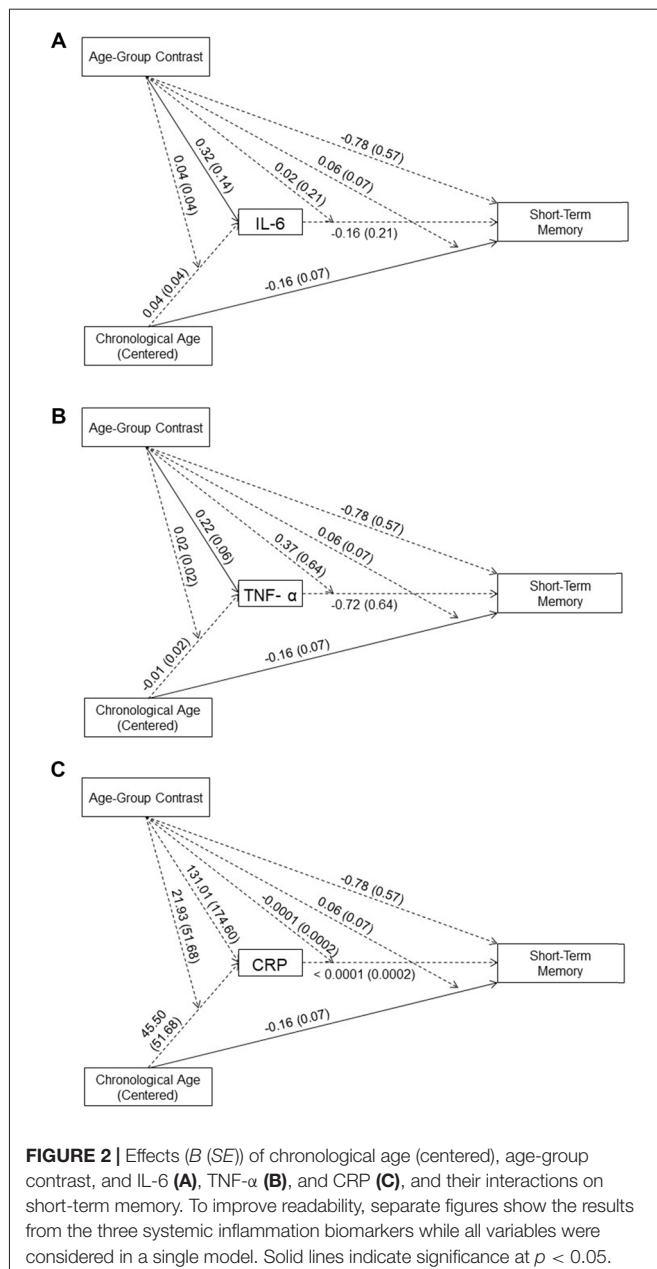 A
Age-Group Contrast
-0.78 (0.57)
0.06 (0.07)
0.02 (0.21)
0.32 (0.14)
0.04 (0.04)
IL-6
-0.16 (0.21)
Short-Term
Memory
0.04 (0.04)
-0.16 (0.07)
Chronological Age
(Centered)
B
Age-Group Contrast
-0.78 (0.57)
0.06 (0.07)
0.37 (0.64)
0.22 (0.06)
0.02 (0.02)
TNF- α
-0.72 (0.64)
Short-Term
Memory
-0.01 (0.02)
-0.16 (0.07)
Chronological Age
(Centered)
C
Age-Group Contrast
-0.78 (0.57)
0.06 (0.07)
-0.0001 (0.0002)
131.01 (174.60)
21.93 (51.68)
CRP
< 0.0001 (0.0002)
Short-Term
Memory
45.50
(51.68)
-0.16 (0.07)
Chronological Age
(Centered)
FIGURE 2 | Effects (B (SE)) of chronological age (centered), age-group
contrast, and IL-6 (A), TNF-α (B), and CRP (C), and their interactions on
short-term memory. To improve readability, separate figures show the results
from the three systemic inflammation biomarkers while all variables were
considered in a single model. Solid lines indicate significance at p < 0.05.